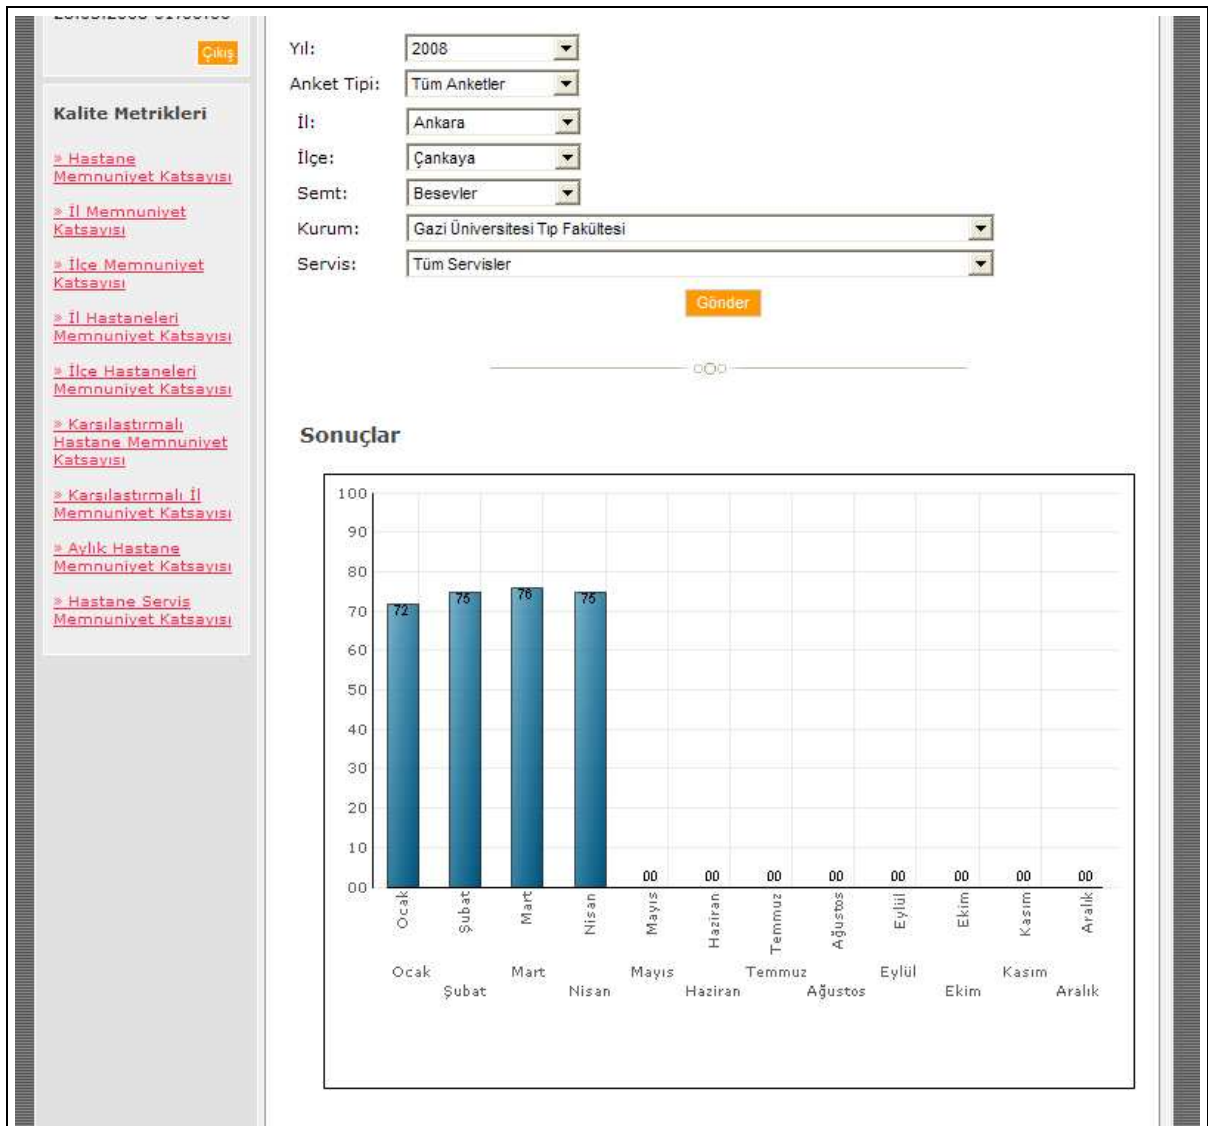 Çıkış
Kalite Metrikleri
» Hastane
Memnuniyet Katsayısı
» İl Memnuniyet
Katsayısı
» İlçe Memnuniyet
Katsayısı
» İl Hastaneleri
Memnuniyet Katsayısı
» İlçe Hastaneleri
Memnuniyet Katsayısı
» Karsılastırmalı
Hastane Memnuniyet
Katsayısı
» Karsılastırmalı İl
Memnuniyet Katsayısı
» Aylık Hastane
Memnuniyet Katsayısı
» Hastane Servis
Memnuniyet Katsayısı
Yıl: 2008
Anket Tipi: Tüm Anketler
İl: Ankara
İlçe: Çankaya
Semt: Besevler
Kurum: Gazi Üniversitesi Tıp Fakültesi
Servis: Tüm Servisler
Gönder
Sonuçlar
100
90
80
70
60
50
40
30
20
10
00
72 75 76 75 00 00 00 00 00 00 00 00
Ocak Şubat Mart Nisan Mayıs Haziran Temmuz Ağustos Eylül Ekim Kasım Aralık
Ocak Mart Mayıs Temmuz Eylül Kasım
Şubat Nisan Haziran Ağustos Ekim Aralık